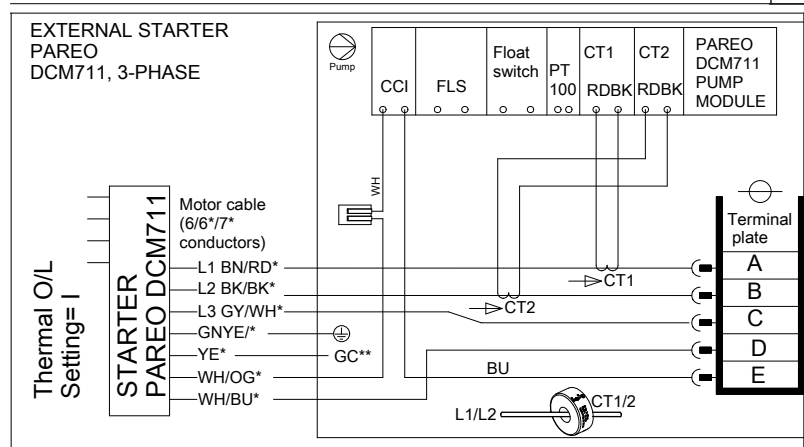 EXTERNAL STARTER
PAREO
DCM711, 3-PHASE
Pump
CCI
FLS
Float
switch
PT
100
CT1
RDBK
CT2
RDBK
PAREO
DCM711
PUMP
MODULE
WH
Thermal O/L
Setting= I
STARTER
PAREO DCM711
Motor cable
(6/6*/7*
conductors)
L1 BN/RD*
L2 BK/BK*
L3 GY/WH*
GNYE/*
YE*
GC**
WH/OG*
WH/BU*
CT1
CT2
BU
L1/L2
CT1/2
Terminal
plate
A
B
C
D
E